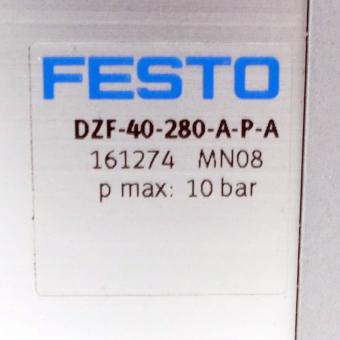 FESTO
DZF-40-280-A-P-A
161274 MN08
p max: 10 bar